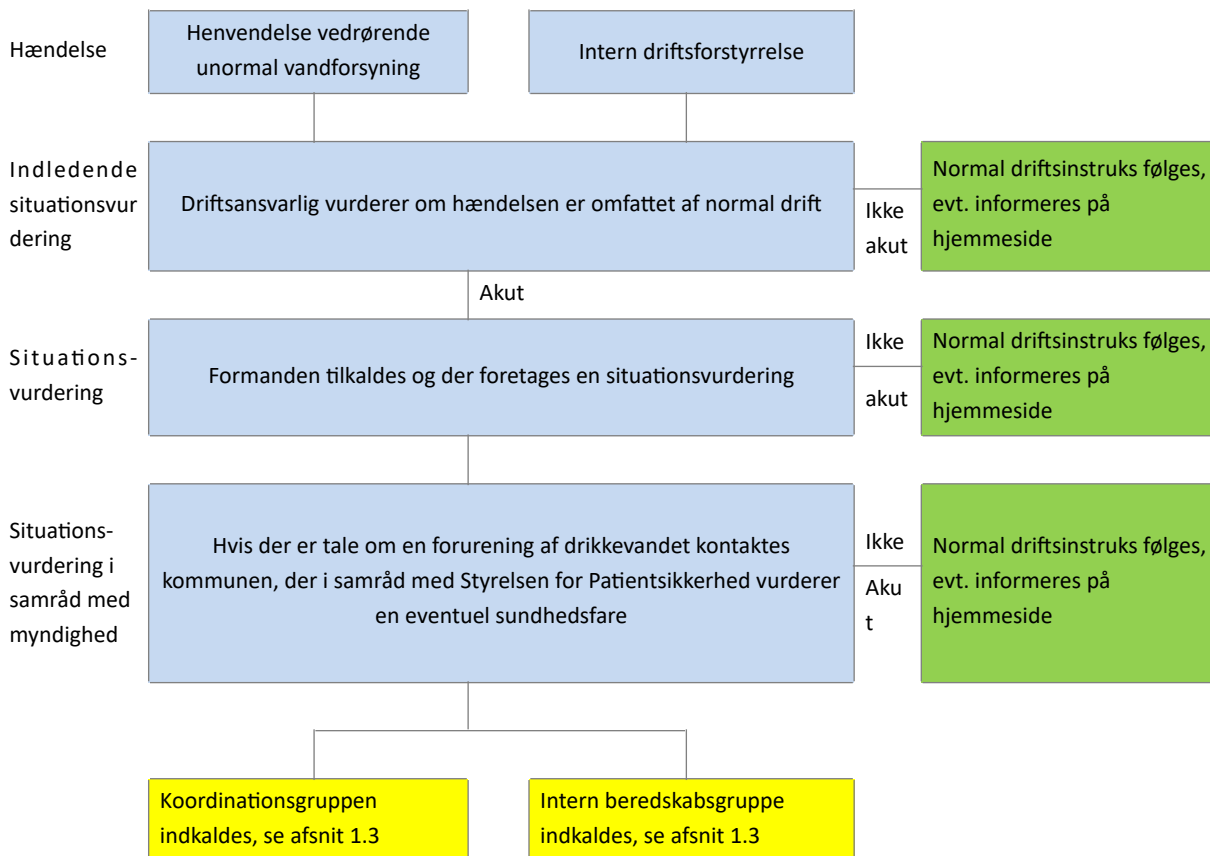 Hændelse
Henvendelse vedrørende
unormal vandforsyning
Intern driftsforstyrrelse
Indledende
situationsvur
dering
Driftsansvarlig vurderer om hændelsen er omfattet af normal drift
Ikke
akut
Normal driftsinstruks følges,
evt. informeres på
hjemmeside
Akut
Situations-
vurdering
Formanden tilkaldes og der foretages en situationsvurdering
Ikke
akut
Normal driftsinstruks følges,
evt. informeres på
hjemmeside
Situations-
vurdering i
samråd med
myndighed
Hvis der er tale om en forurening af drikkevandet kontaktes
kommunen, der i samråd med Styrelsen for Patientsikkerhed vurderer
en eventuel sundhedsfare
Ikke
Aku
t
Normal driftsinstruks følges,
evt. informeres på
hjemmeside
Koordinationsgruppen
indkaldes, se afsnit 1.3
Intern beredskabsgruppe
indkaldes, se afsnit 1.3